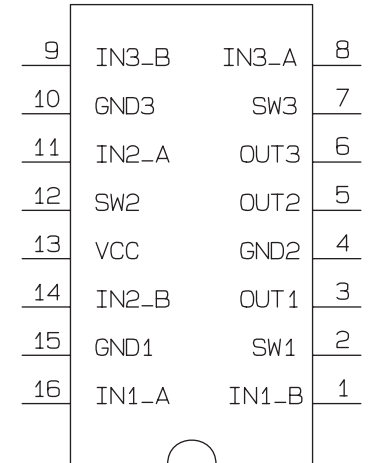 9 IN3_B IN3_A 8
10 GND3 SW3 7
11 IN2_A OUT3 6
12 SW2 OUT2 5
13 VCC GND2 4
14 IN2_B OUT1 3
15 GND1 SW1 2
16 IN1_A IN1_B 1